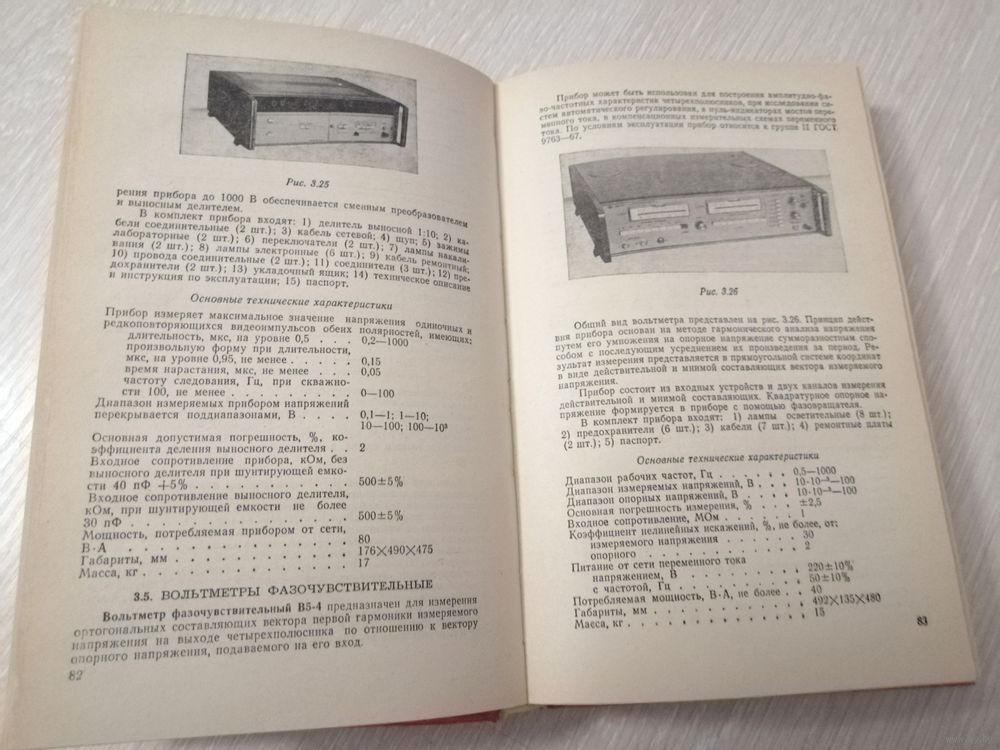 Рис. 3.25
рения прибора до 1000 В обеспечивается сменным преобразователем
и выносным делителем.
В комплект прибора входят: 1) делитель выносной 1:10; 2) ка-
бели соединительные (2 шт.); 3) кабель сетевой; 4) щуп; 5) зажимы
лабораторные (2 шт.); 6) переключатели (2 шт.); 7) лампы накали-
вания (2 шт.); 8) лампы электронные (6 шт.); 9) кабель ремонтный;
10) провода соединительные (2 шт.); 11) соединители (3 шт.); 12) пре-
дохранители (2 шт.); 13) укладочный ящик; 14) техническое описание
и инструкция по эксплуатации; 15) паспорт.
Основные технические характеристики
Прибор измеряет максимальное значение напряжения одиночных и
редкоповторяющихся видеоимпульсов обеих полярностей, имеющих:
длительность, мкс, на уровне 0,5 . . . 0,2—1000
произвольную форму при длительности,
мкс, на уровне 0,95, не менее . . . . . 0,15
время нарастания, мкс, не менее . . . 0,05
частоту следования, Гц, при скважно-
сти 100, не менее . . . . . . . . . 0—100
Диапазон измеряемых прибором напряжений
перекрывается поддиапазонами, В . . . . 0,1—1; 1—10;
10—100; 100—10³
Основная допустимая погрешность, %, ко-
эффициента деления выносного делителя . . 2
Входное сопротивление прибора, кОм, без
выносного делителя при шунтирующей емко-
сти 40 пФ +5% . . . . . . . . . . 500±5%
Входное сопротивление выносного делителя,
кОм, при шунтирующей емкости не более
30 пФ . . . . . . . . . . . . . . 500±5%
Мощность, потребляемая прибором от сети,
В·А . . . . . . . . . . . . . . 80
Габариты, мм . . . . . . . . . . . 176×490×475
Масса, кг . . . . . . . . . . . . . 17
3.5. ВОЛЬТМЕТРЫ ФАЗОЧУВСТВИТЕЛЬНЫЕ
Вольтметр фазочувствительный В5-4 предназначен для измерения
ортогональных составляющих вектора первой гармоники измеряемого
напряжения на выходе четырехполюсника по отношению к вектору
опорного напряжения, подаваемого на его вход.
82
Прибор может быть использован для построения амплитудно-фа-
во-частотных характеристик четырехполюсников, при исследовании си-
стем автоматического регулирования, в нуль-индикаторах мостов пере-
менного тока, в компенсационных измерительных схемах переменного
тока. По условиям эксплуатации прибор относится к группе II ГОСТ
9763—67.
Рис. 3.26
Общий вид вольтметра представлен на рис. 3.26. Принцип дейст-
вия прибора основан на методе гармонического анализа напряжения
путем его умножения на опорное напряжение сумморазностным спо-
собом с последующим усреднением их произведения за период. Ре-
зультат измерения представляется в прямоугольной системе координат
в виде действительной и мнимой составляющих вектора измеряемого
напряжения.
Прибор состоит из входных устройств и двух каналов измерения
действительной и мнимой составляющих. Квадратурное опорное на-
пряжение формируется в приборе с помощью фазовращателя.
В комплект прибора входят: 1) лампы осветительные (8 шт.);
2) предохранители (6 шт.); 3) кабели (7 шт.); 4) ремонтные платы
(2 шт.); 5) паспорт.
Основные технические характеристики
Диапазон рабочих частот, Гц . . . . . . 0,5—1000
Диапазон измеряемых напряжений, В . . . 10·10⁻³—100
Диапазон опорных напряжений, В . . . . 10·10⁻³—100
Основная погрешность измерения, % . . . ±2,5
Входное сопротивление, МОм . . . . . . 1
Коэффициент нелинейных искажений, %, не более, от:
измеряемого напряжения . . . . . . 30
опорного . . . . . . . . . . . . 2
Питание от сети переменного тока
напряжением, В . . . . . . . . . 220±10%
с частотой, Гц . . . . . . . . . . 50±10%
Потребляемая мощность, В·А, не более . . 40
Габариты, мм . . . . . . . . . . . 492×135×480
Масса, кг . . . . . . . . . . . . . 15
83